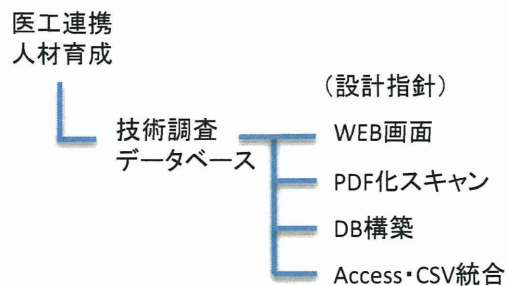 医工連携
人材育成
技術調査
データベース
（設計指針）
WEB画面
PDF化スキャン
DB構築
Access・CSV統合